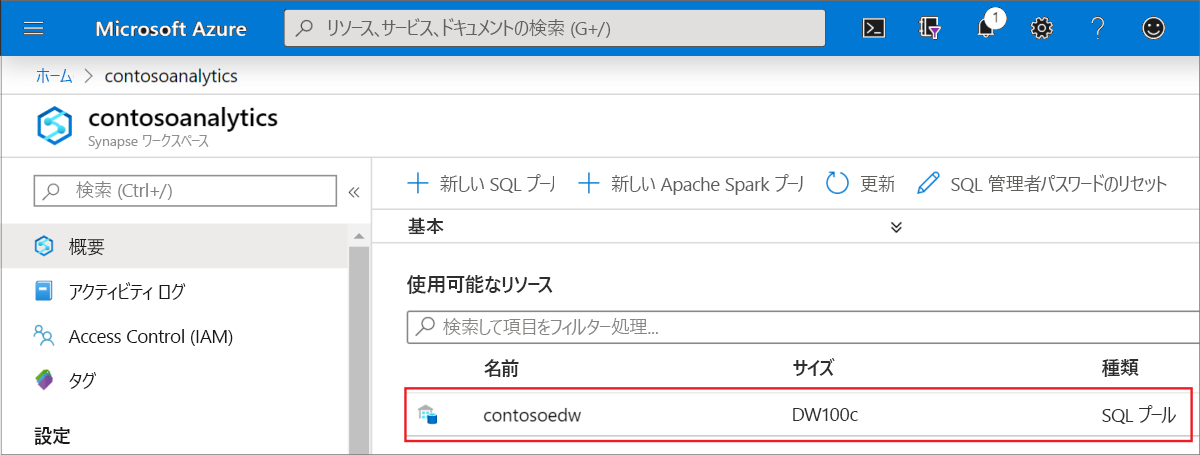 Microsoft Azure
リソース、サービス、ドキュメントの検索 (G+/)
1
ホーム > contosoanalytics
contosoanalytics
Synapse ワークスペース
検索 (Ctrl+/)
«
+ 新しい SQL プール + 新しい Apache Spark プール 更新 SQL 管理者パスワードのリセット
基本
概要
アクティビティ ログ
Access Control (IAM)
タグ
設定
使用可能なリソース
検索して項目をフィルター処理...
名前 サイズ 種類
contosoedw DW100c SQL プール